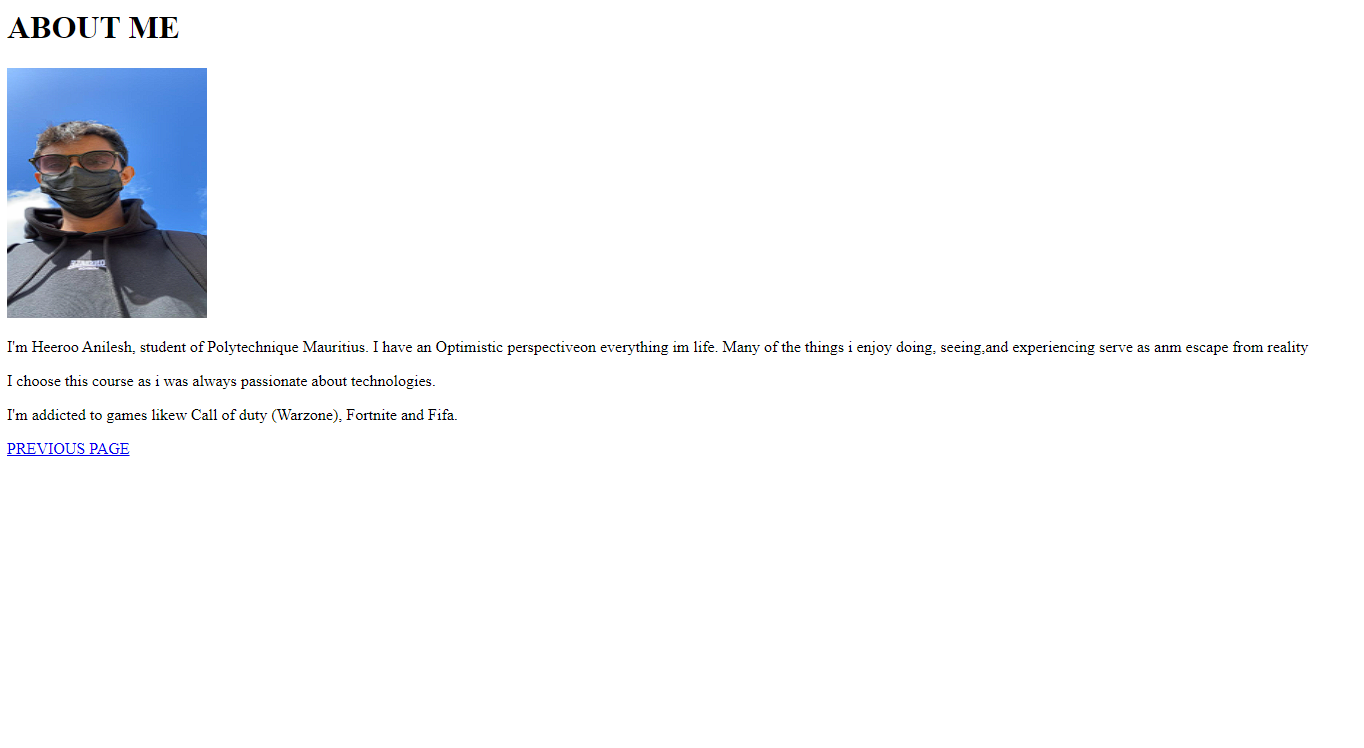 ABOUT ME
I'm Heeroo Anilesh, student of Polytechnique Mauritius. I have an Optimistic perspectiveon everything im life. Many of the things i enjoy doing, seeing,and experiencing serve as anm escape from reality
I choose this course as i was always passionate about technologies.
I'm addicted to games likew Call of duty (Warzone), Fortnite and Fifa.
PREVIOUS PAGE